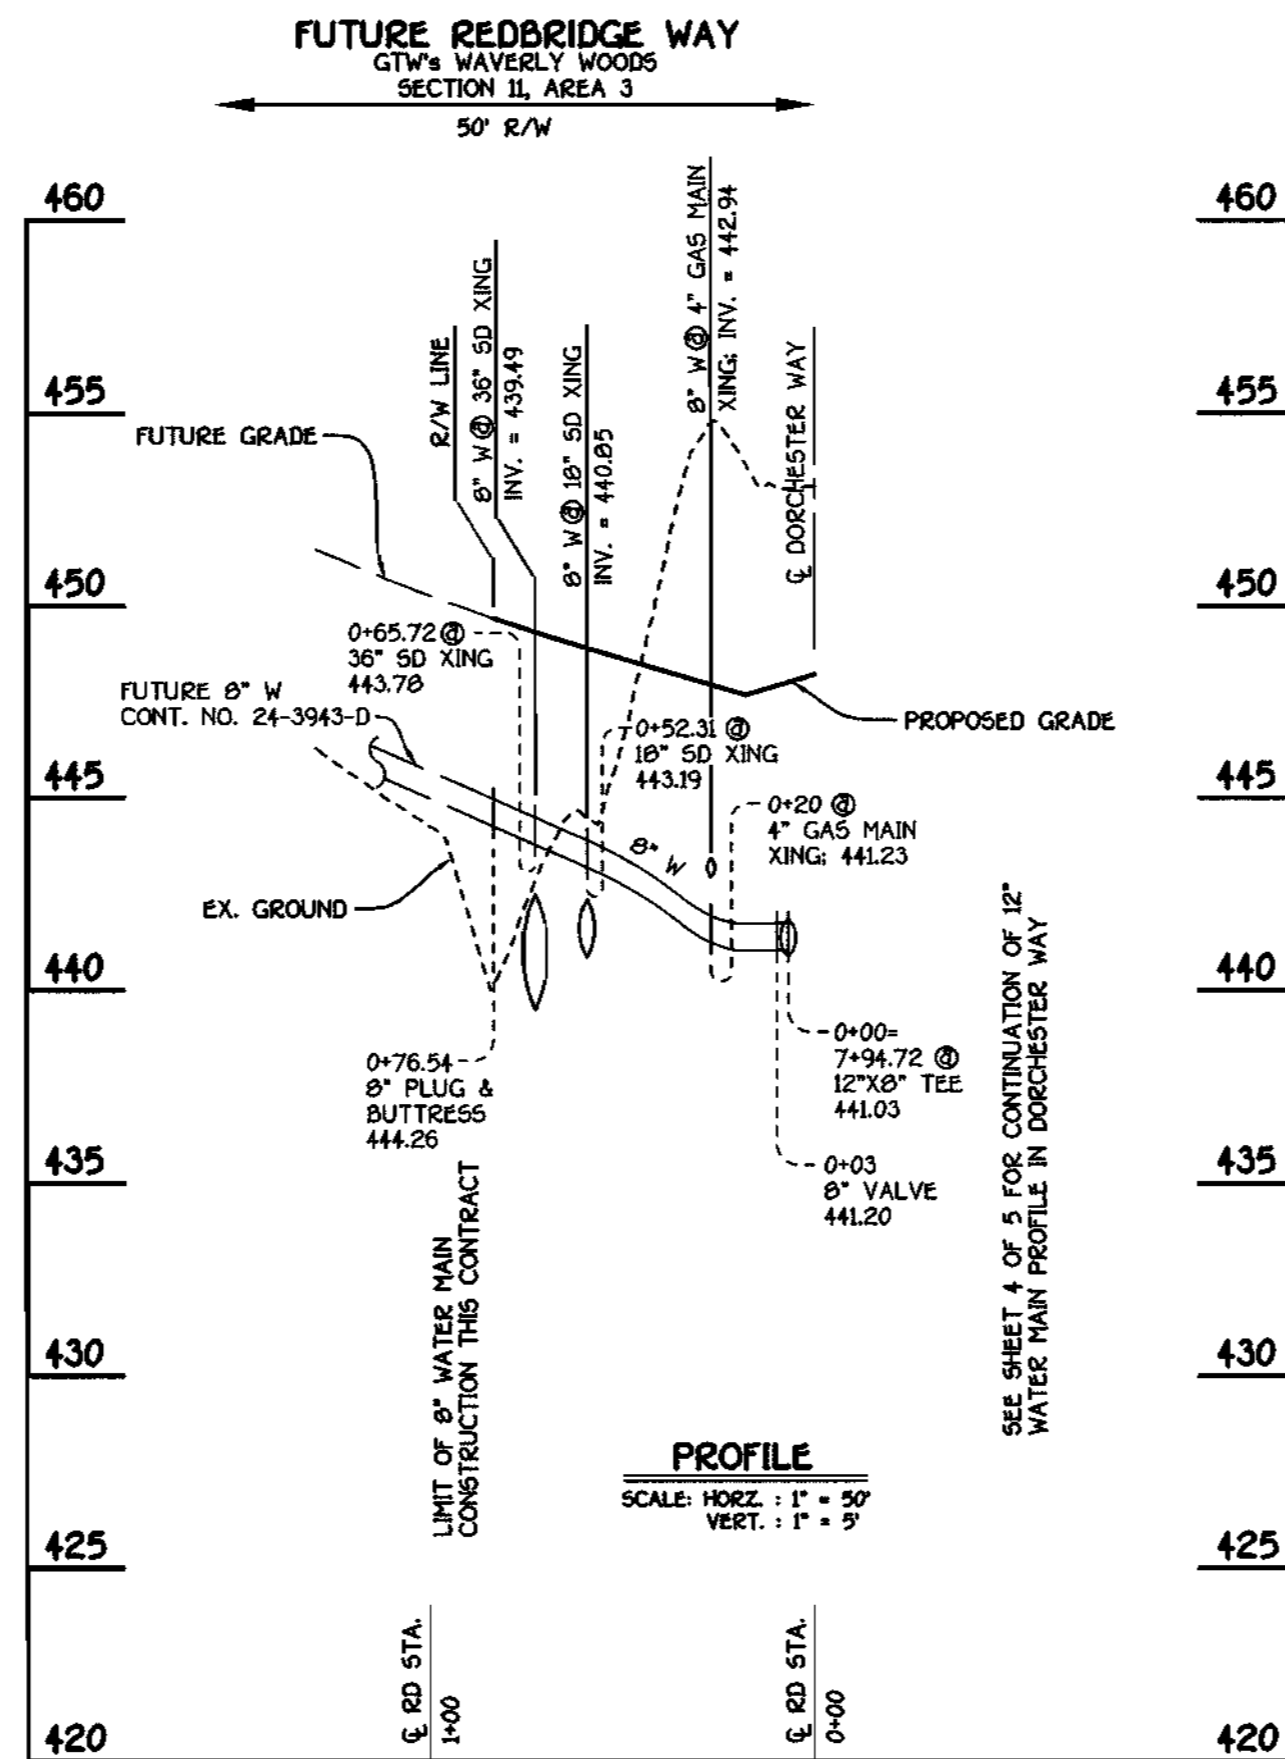 FUTURE REDBRIDGE WAY
GTW's WAVERLY WOODS
SECTION 11, AREA 3
50' R/W
460
460
8" W @ 4" GAS MAIN
XING; INV. = 442.94
8" W @ 36" SD XING
INV. = 439.49
R/W LINE
8" W @ 18" SD XING
INV. = 440.85
℄ DORCHESTER WAY
455
455
FUTURE GRADE
450
450
0+65.72 @
36" SD XING
443.78
FUTURE 8" W
CONT. NO. 24-3943-D
0+52.31 @
18" SD XING
443.19
PROPOSED GRADE
445
445
0+20 @
4" GAS MAIN
XING; 441.23
8" W
EX. GROUND
440
440
0+00=
7+94.72 @
12"X8" TEE
441.03
0+76.54
8" PLUG &
BUTTRESS
444.26
0+03
8" VALVE
441.20
435
435
SEE SHEET 4 OF 5 FOR CONTINUATION OF 12"
WATER MAIN PROFILE IN DORCHESTER WAY
LIMIT OF 8" WATER MAIN
CONSTRUCTION THIS CONTRACT
430
430
PROFILE
SCALE: HORZ. : 1" = 50'
VERT. : 1" = 5'
425
425
℄ RD STA.
1+00
℄ RD STA.
0+00
420
420